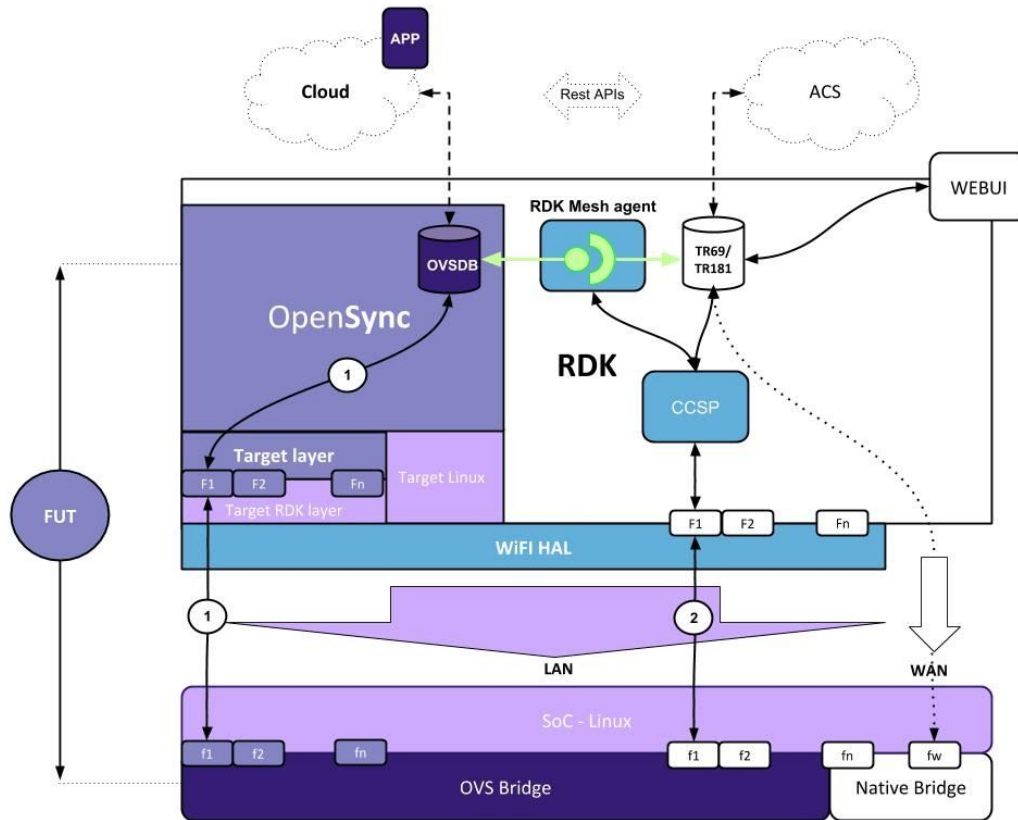 APP
Cloud
Rest APIs
ACS
WEBUI
RDK Mesh agent
OVSDB
TR69/
TR181
OpenSync
1
RDK
CCSP
Target layer
F1
F2
Fn
Target Linux
Target RDK layer
F1
F2
Fn
FUT
WiFI HAL
1
2
LAN
WAN
SoC - Linux
f1
f2
fn
f1
f2
fn
fw
OVS Bridge
Native Bridge